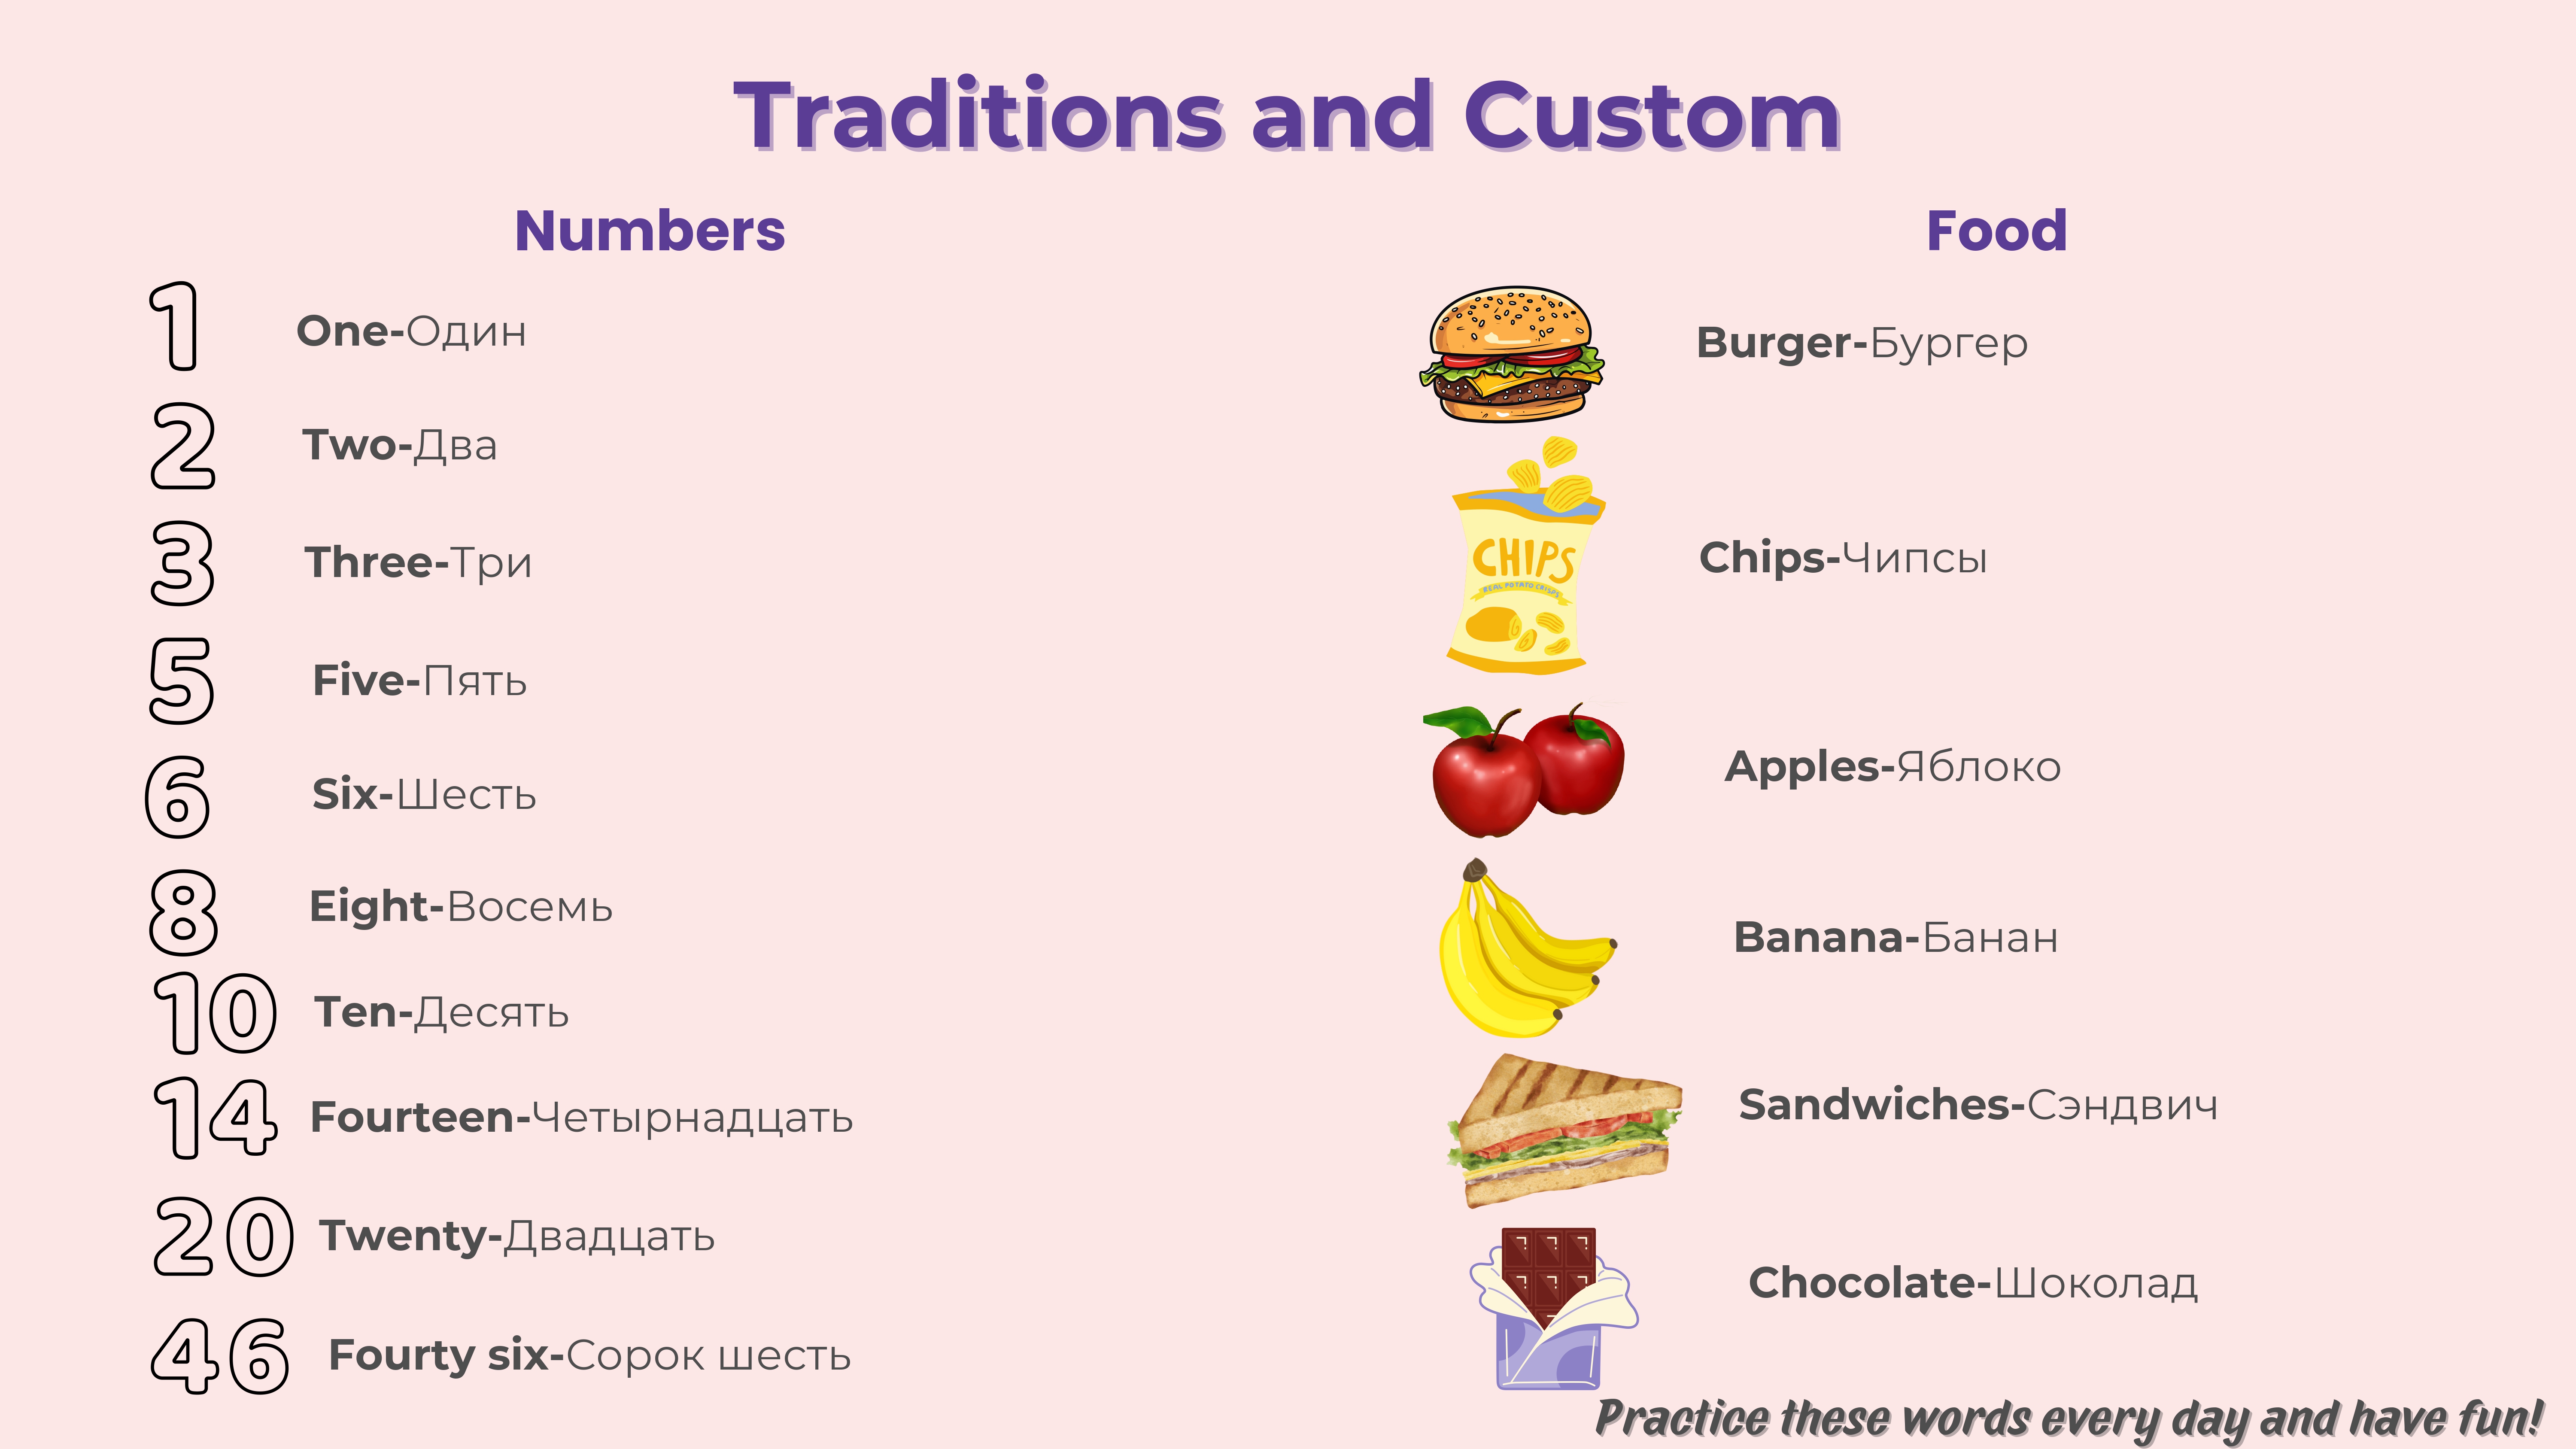 Traditions and Custom
Numbers
1
One-Один
2
Two-Два
3
Three-Три
5
Five-Пять
6
Six-Шесть
8
Eight-Восемь
10
Ten-Десять
14
Fourteen-Четырнадцать
20
Twenty-Двадцать
46
Fourty six-Сорок шесть
Food
Burger-Бургер
CHIPS
REAL POTATO CRISPS
Chips-Чипсы
Apples-Яблоко
Banana-Банан
Sandwiches-Сэндвич
Chocolate-Шоколад
Practice these words every day and have fun!